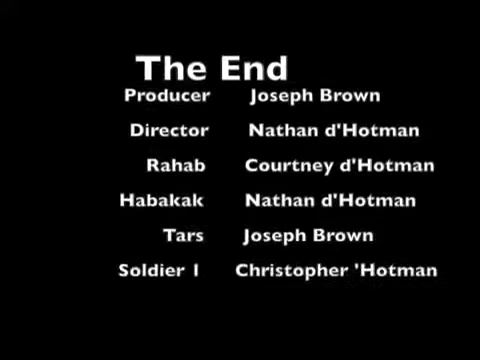 The End
Producer Joseph Brown
Director Nathan d'Hotman
Rahab Courtney d'Hotman
Habakak Nathan d'Hotman
Tars Joseph Brown
Soldier 1 Christopher 'Hotman